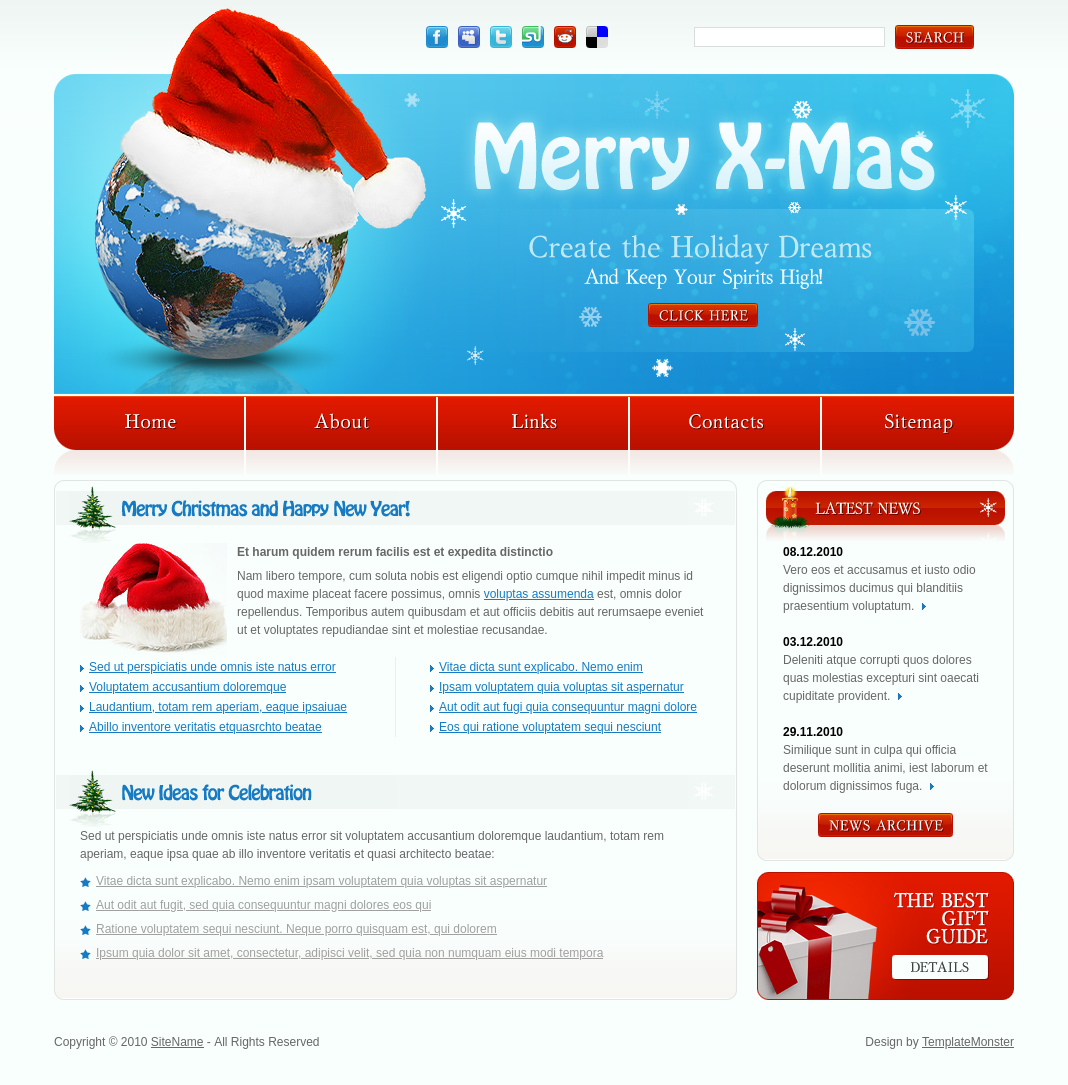 SEARCH
Merry X-Mas
Create the Holiday Dreams
And Keep Your Spirits High!
CLICK HERE
Home
About
Links
Contacts
Sitemap
Merry Christmas and Happy New Year!
Et harum quidem rerum facilis est et expedita distinctio
Nam libero tempore, cum soluta nobis est eligendi optio cumque nihil impedit minus id
quod maxime placeat facere possimus, omnis voluptas assumenda est, omnis dolor
repellendus. Temporibus autem quibusdam et aut officiis debitis aut rerumsaepe eveniet
ut et voluptates repudiandae sint et molestiae recusandae.
Sed ut perspiciatis unde omnis iste natus error
Voluptatem accusantium doloremque
Laudantium, totam rem aperiam, eaque ipsaiuae
Abillo inventore veritatis etquasrchto beatae
Vitae dicta sunt explicabo. Nemo enim
Ipsam voluptatem quia voluptas sit aspernatur
Aut odit aut fugi quia consequuntur magni dolore
Eos qui ratione voluptatem sequi nesciunt
New Ideas for Celebration
Sed ut perspiciatis unde omnis iste natus error sit voluptatem accusantium doloremque laudantium, totam rem
aperiam, eaque ipsa quae ab illo inventore veritatis et quasi architecto beatae:
Vitae dicta sunt explicabo. Nemo enim ipsam voluptatem quia voluptas sit aspernatur
Aut odit aut fugit, sed quia consequuntur magni dolores eos qui
Ratione voluptatem sequi nesciunt. Neque porro quisquam est, qui dolorem
Ipsum quia dolor sit amet, consectetur, adipisci velit, sed quia non numquam eius modi tempora
LATEST NEWS
08.12.2010
Vero eos et accusamus et iusto odio
dignissimos ducimus qui blanditiis
praesentium voluptatum.
03.12.2010
Deleniti atque corrupti quos dolores
quas molestias excepturi sint oaecati
cupiditate provident.
29.11.2010
Similique sunt in culpa qui officia
deserunt mollitia animi, iest laborum et
dolorum dignissimos fuga.
NEWS ARCHIVE
THE BEST
GIFT
GUIDE
DETAILS
Copyright © 2010 SiteName - All Rights Reserved
Design by TemplateMonster